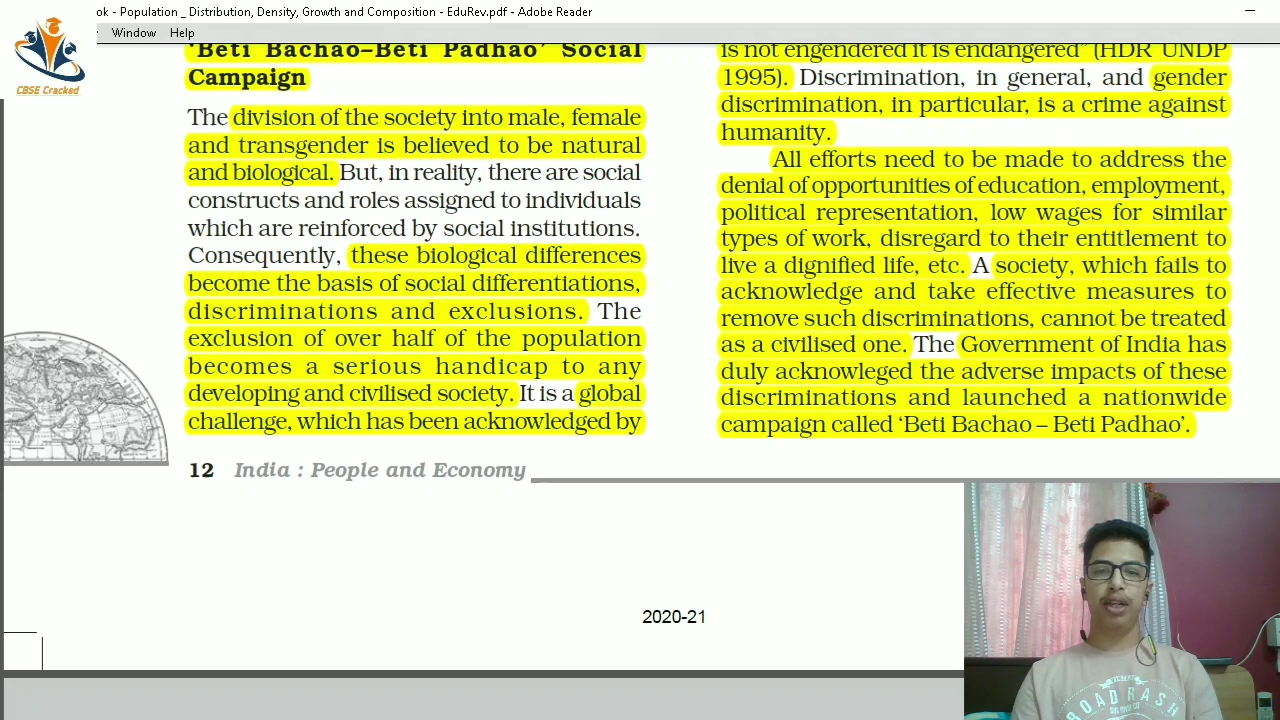 ok - Population _ Distribution, Density, Growth and Composition - EduRev.pdf - Adobe Reader
Window Help
CBSE Cracked
'Beti Bachao–Beti Padhao' Social
Campaign
The division of the society into male, female
and transgender is believed to be natural
and biological. But, in reality, there are social
constructs and roles assigned to individuals
which are reinforced by social institutions.
Consequently, these biological differences
become the basis of social differentiations,
discriminations and exclusions. The
exclusion of over half of the population
becomes a serious handicap to any
developing and civilised society. It is a global
challenge, which has been acknowledged by
is not engendered it is endangered" (HDR UNDP
1995). Discrimination, in general, and gender
discrimination, in particular, is a crime against
humanity.
All efforts need to be made to address the
denial of opportunities of education, employment,
political representation, low wages for similar
types of work, disregard to their entitlement to
live a dignified life, etc. A society, which fails to
acknowledge and take effective measures to
remove such discriminations, cannot be treated
as a civilised one. The Government of India has
duly acknowleged the adverse impacts of these
discriminations and launched a nationwide
campaign called 'Beti Bachao – Beti Padhao'.
12 India : People and Economy
2020-21
ROAD RASH